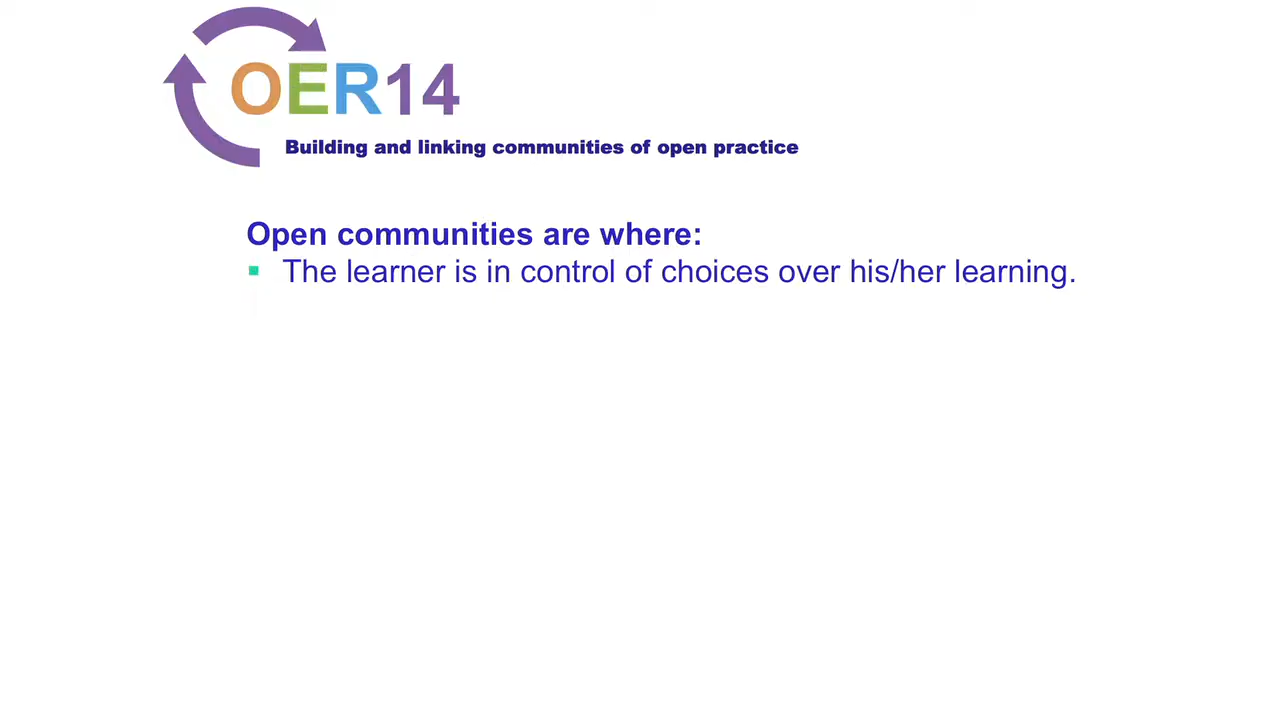 OER14
Building and linking communities of open practice
Open communities are where:
The learner is in control of choices over his/her learning.